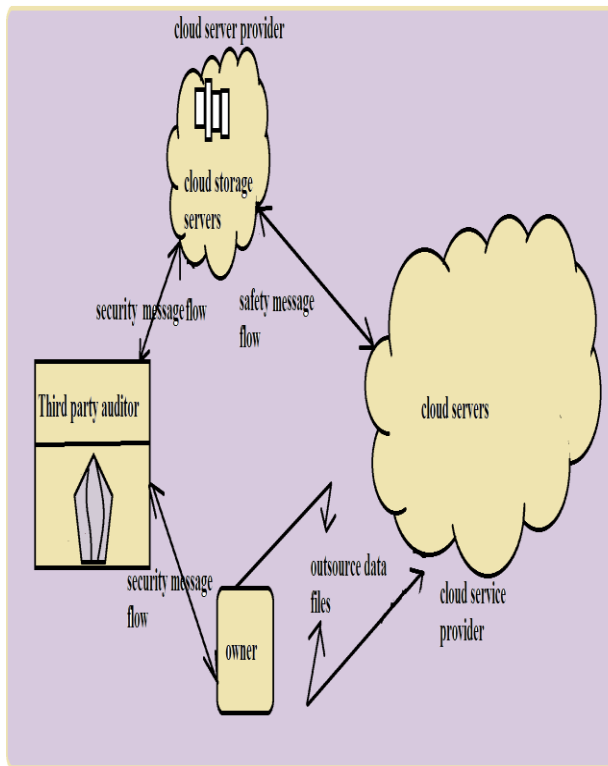 cloud server provider
cloud storage
servers
security message flow
safety message
flow
Third party auditor
cloud servers
security message
flow
outsource data
files
owner
cloud service
provider